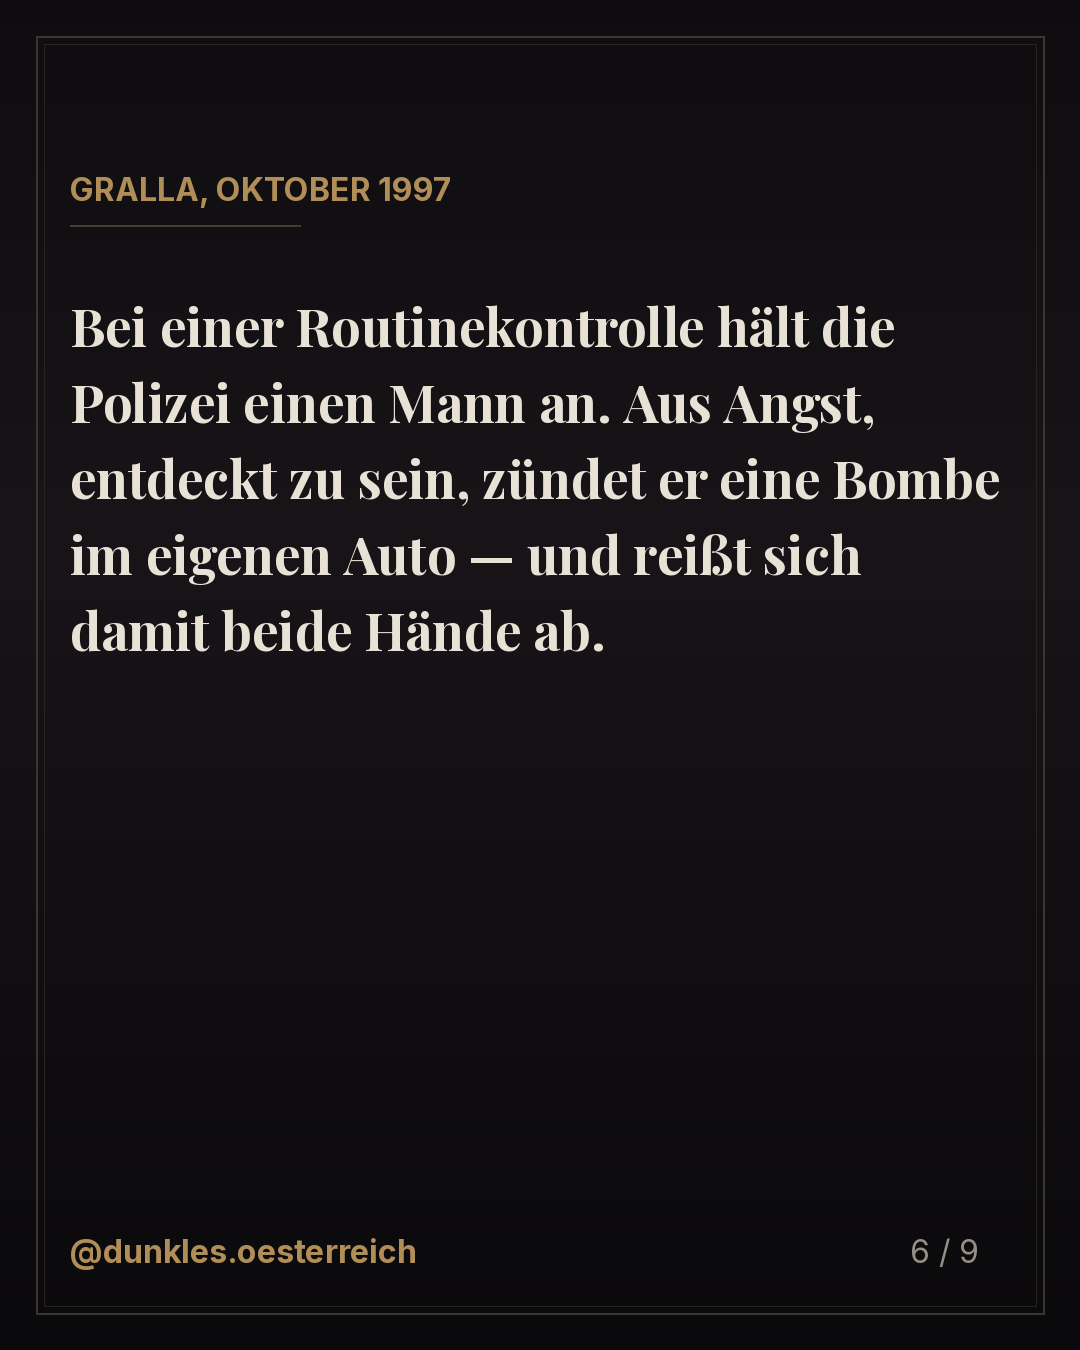 GRALLA, OKTOBER 1997
Bei einer Routinekontrolle hält die
Polizei einen Mann an. Aus Angst,
entdeckt zu sein, zündet er eine Bombe
im eigenen Auto — und reißt sich
damit beide Hände ab.
@dunkles.oesterreich
6 / 9